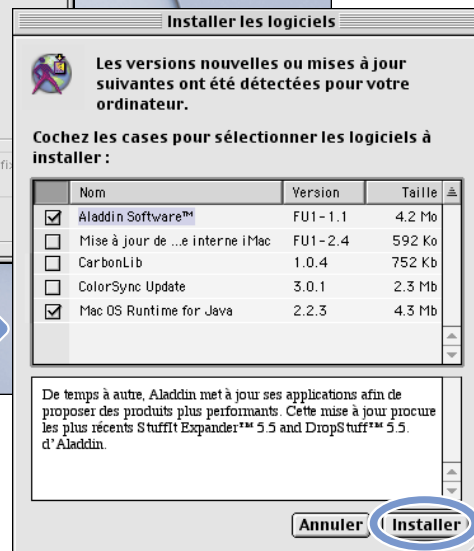 Installer les logiciels
Les versions nouvelles ou mises à jour
suivantes ont été détectées pour votre
ordinateur.
Cochez les cases pour sélectionner les logiciels à
installer :
Nom Version Taille
Aladdin Software™ FU1-1.1 4.2 Mo
Mise à jour de ...e interne iMac FU1-2.4 592 Ko
CarbonLib 1.0.4 752 Kb
ColorSync Update 3.0.1 2.3 Mb
Mac OS Runtime for Java 2.2.3 4.3 Mb
De temps à autre, Aladdin met à jour ses applications afin de
proposer des produits plus performants. Cette mise à jour procure
les plus récents StuffIt Expander™ 5.5 and DropStuff™ 5.5.
d'Aladdin.
Annuler Installer